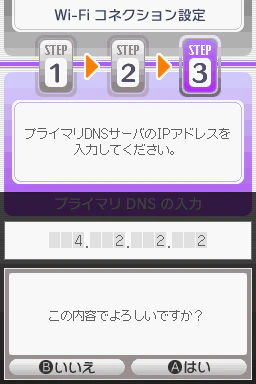 Wi-Fi コネクション設定
STEP 1
STEP 2
STEP 3
プライマリDNSサーバのIPアドレスを
入力してください。
プライマリ DNS の入力
4. 2. 2. 2
この内容でよろしいですか？
Bいいえ
Aはい